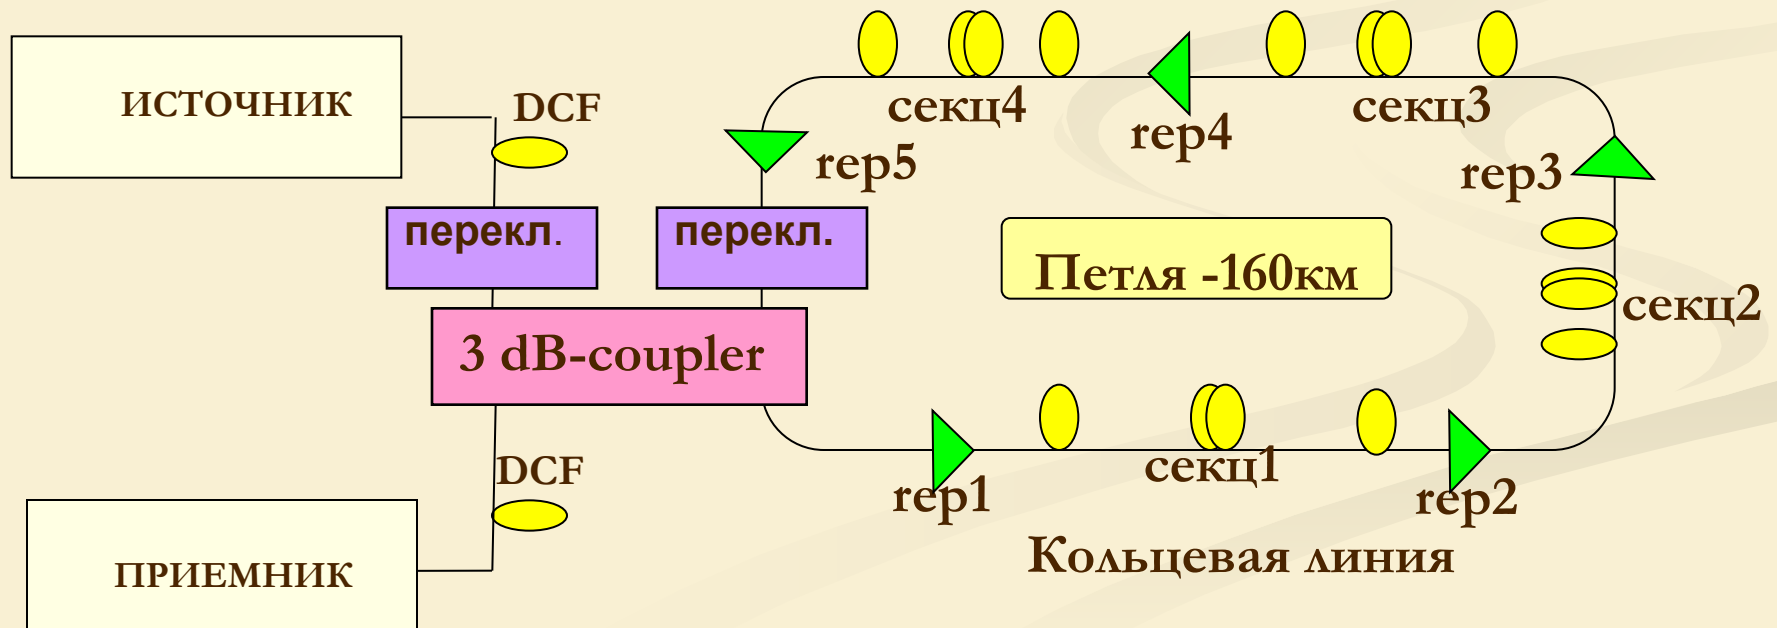 ИСТОЧНИК
DCF
секц4
rep4
секц3
rep5
rep3
перекл.
перекл.
Петля -160км
секц2
3 dB-coupler
DCF
секц1
rep1
rep2
Кольцевая линия
ПРИЕМНИК